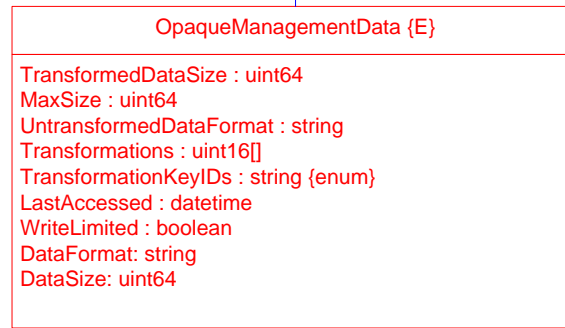 OpaqueManagementData {E}
TransformedDataSize : uint64
MaxSize : uint64
UntransformedDataFormat : string
Transformations : uint16[]
TransformationKeyIDs : string {enum}
LastAccessed : datetime
WriteLimited : boolean
DataFormat: string
DataSize: uint64